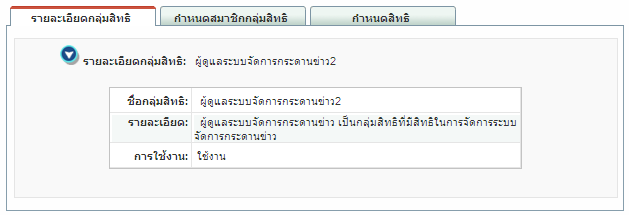 รายละเอียดกลุ่มสิทธิ กำหนดสมาชิกกลุ่มสิทธิ กำหนดสิทธิ
รายละเอียดกลุ่มสิทธิ: ผู้ดูแลระบบจัดการกระดานข่าว2
ชื่อกลุ่มสิทธิ: ผู้ดูแลระบบจัดการกระดานข่าว2
รายละเอียด: ผู้ดูแลระบบจัดการกระดานข่าว เป็นกลุ่มสิทธิที่มีสิทธิในการจัดการระบบ
จัดการกระดานข่าว
การใช้งาน: ใช้งาน